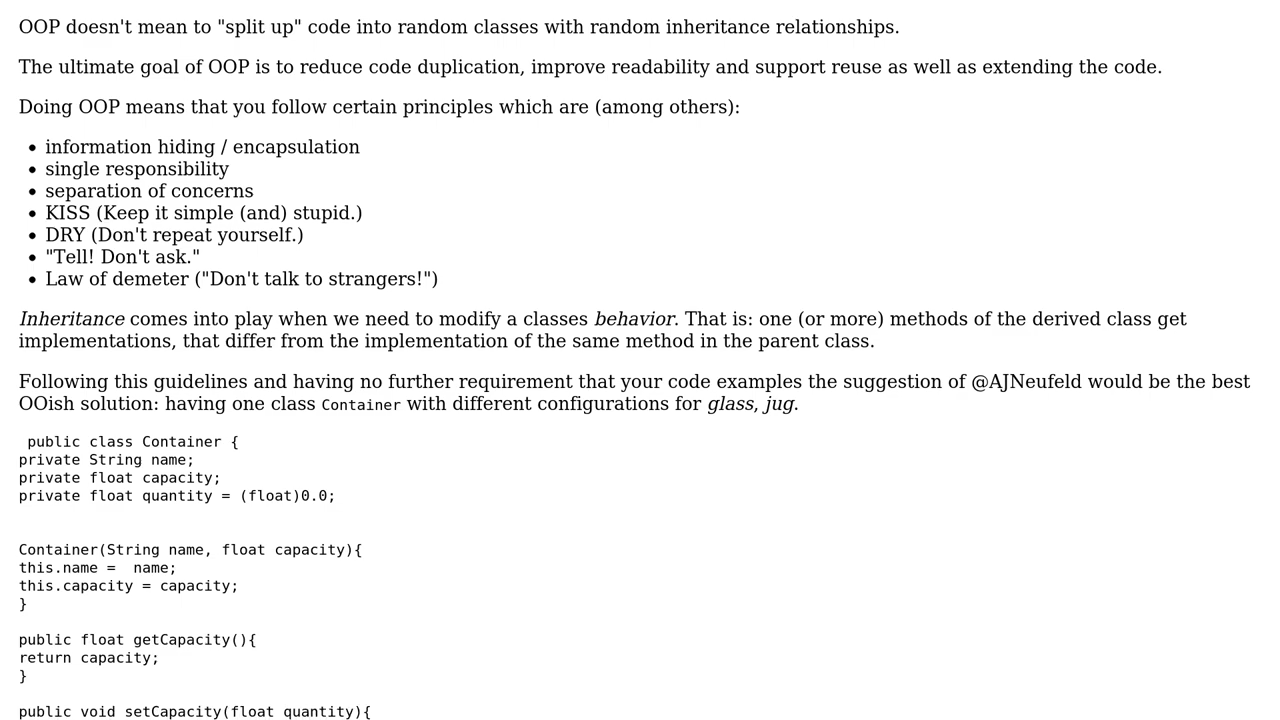 OOP doesn't mean to "split up" code into random classes with random inheritance relationships.
The ultimate goal of OOP is to reduce code duplication, improve readability and support reuse as well as extending the code.
Doing OOP means that you follow certain principles which are (among others):
• information hiding / encapsulation
• single responsibility
• separation of concerns
• KISS (Keep it simple (and) stupid.)
• DRY (Don't repeat yourself.)
• "Tell! Don't ask."
• Law of demeter ("Don't talk to strangers!")
Inheritance comes into play when we need to modify a classes behavior. That is: one (or more) methods of the derived class get
implementations, that differ from the implementation of the same method in the parent class.
Following this guidelines and having no further requirement that your code examples the suggestion of @AJNeufeld would be the best
OOish solution: having one class Container with different configurations for glass, jug.
public class Container {
private String name;
private float capacity;
private float quantity = (float)0.0;
Container(String name, float capacity){
this.name =  name;
this.capacity = capacity;
}
public float getCapacity(){
return capacity;
}
public void setCapacity(float quantity){